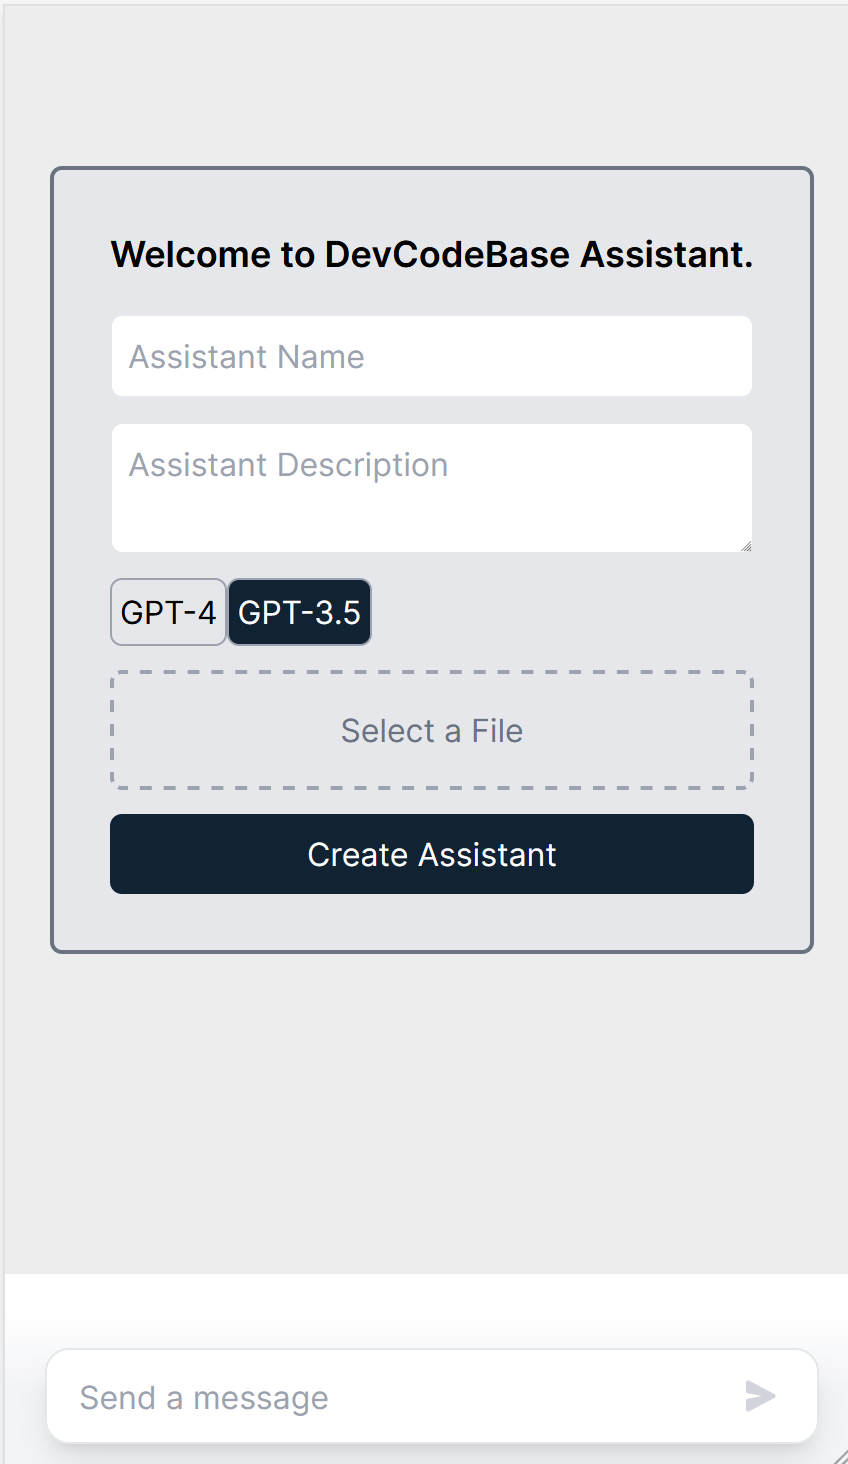 Welcome to DevCodeBase Assistant.
Assistant Name
Assistant Description
GPT-4 GPT-3.5
Select a File
Create Assistant
Send a message